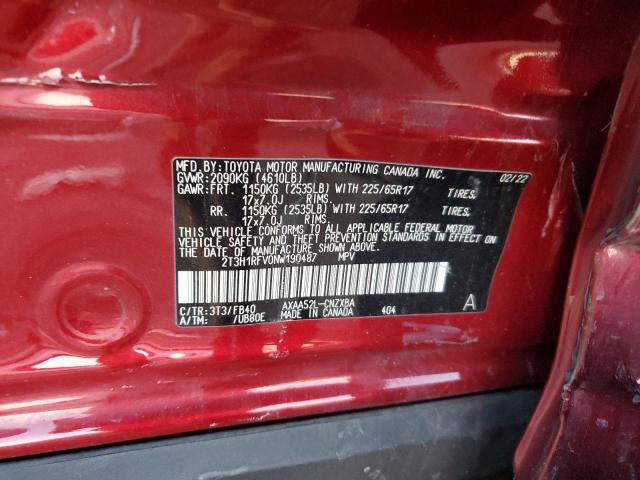 MFD. BY: TOYOTA MOTOR MANUFACTURING CANADA INC. 02/22
GVWR: 2090KG (4610LB)
GAWR: FRT. 1150KG (2535LB) WITH 225/65R17 TIRES,
17x7.0J
RR. 1150KG (2535LB) WITH 225/65R17 TIRES,
17x7.0J
THIS VEHICLE CONFORMS TO ALL APPLICABLE FEDERAL MOTOR
VEHICLE SAFETY AND THEFT PREVENTION STANDARDS IN EFFECT
ON THE DATE OF MANUFACTURE SHOWN ABOVE.
2T3H1RFV0NW190487 MPV
C/TR: 3T3/FB40 AXAA52L-CNZXBA 404 A
A/TM: /UB80E MADE IN CANADA